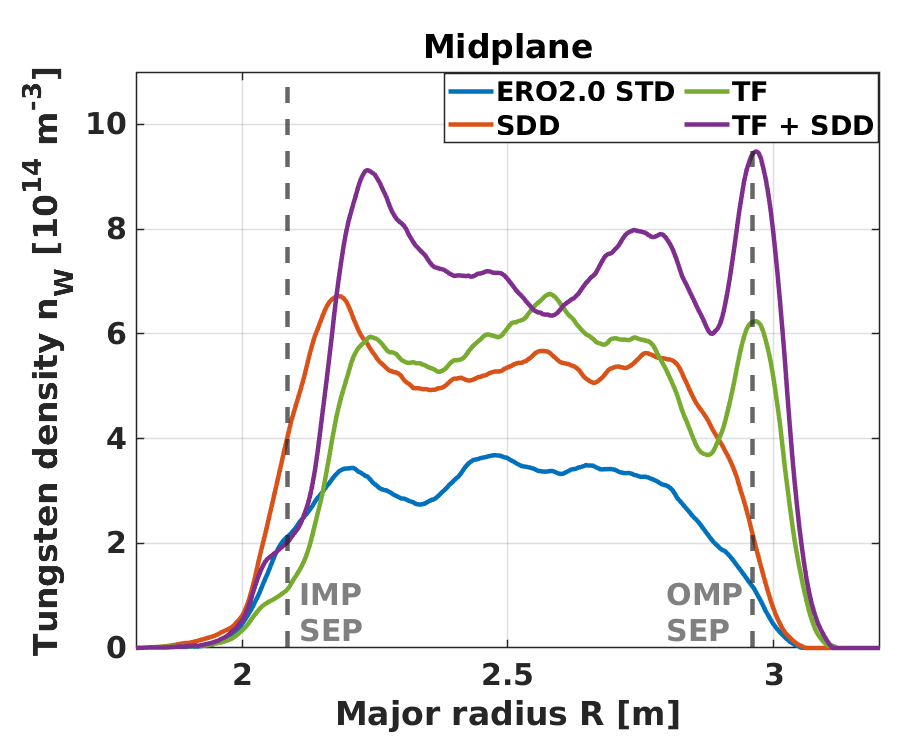 Midplane
ERO2.0 STD
TF
SDD
TF + SDD
Tungsten density n_W [10^14 m^-3]
10
8
6
4
2
0
IMP
SEP
OMP
SEP
2
2.5
3
Major radius R [m]